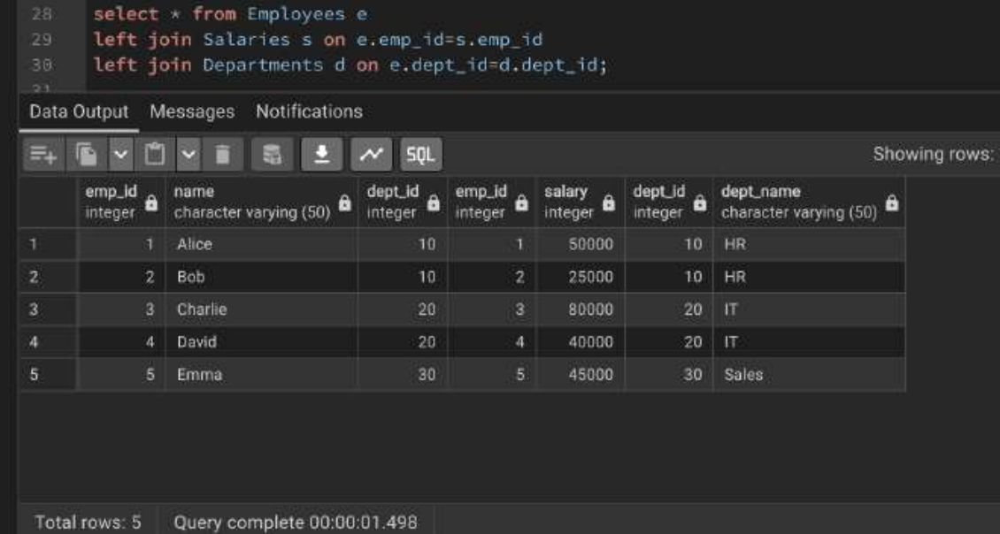 28 select * from Employees e
29 left join Salaries s on e.emp_id=s.emp_id
30 left join Departments d on e.dept_id=d.dept_id;
31
Data Output Messages Notifications
SQL Showing rows:
emp_id name dept_id emp_id salary dept_id dept_name
integer character varying (50) integer integer integer integer character varying (50)
1 1 Alice 10 1 50000 10 HR
2 2 Bob 10 2 25000 10 HR
3 3 Charlie 20 3 80000 20 IT
4 4 David 20 4 40000 20 IT
5 5 Emma 30 5 45000 30 Sales
Total rows: 5 Query complete 00:00:01.498